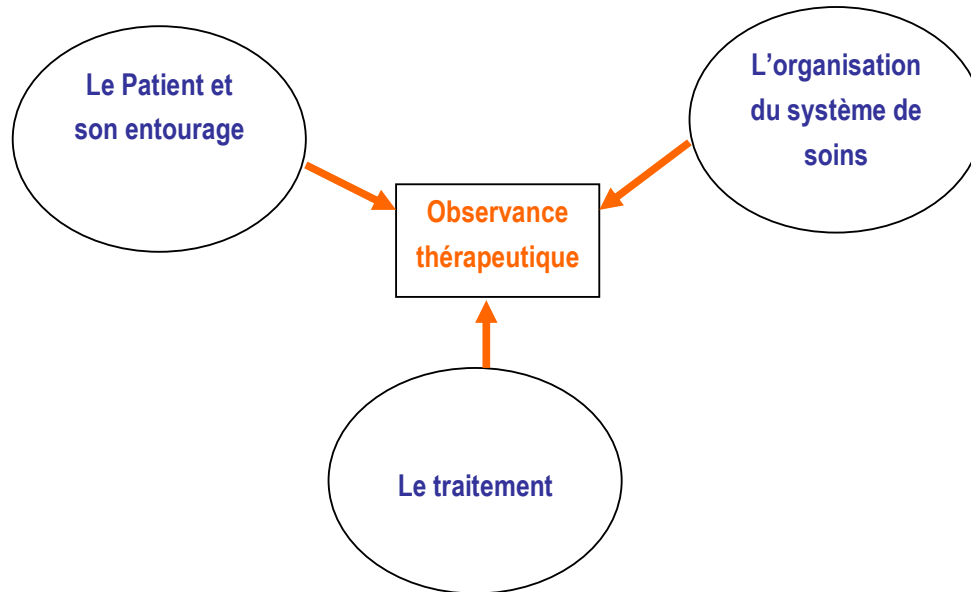 Le Patient et
son entourage
L’organisation
du système de
soins
Observance
thérapeutique
Le traitement